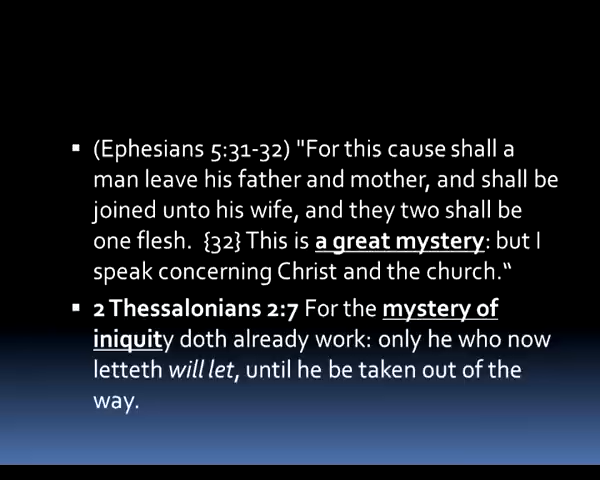 ▪ (Ephesians 5:31-32) "For this cause shall a
man leave his father and mother, and shall be
joined unto his wife, and they two shall be
one flesh. {32} This is a great mystery: but I
speak concerning Christ and the church.“
▪ 2 Thessalonians 2:7 For the mystery of
iniquity doth already work: only he who now
letteth will let, until he be taken out of the
way.